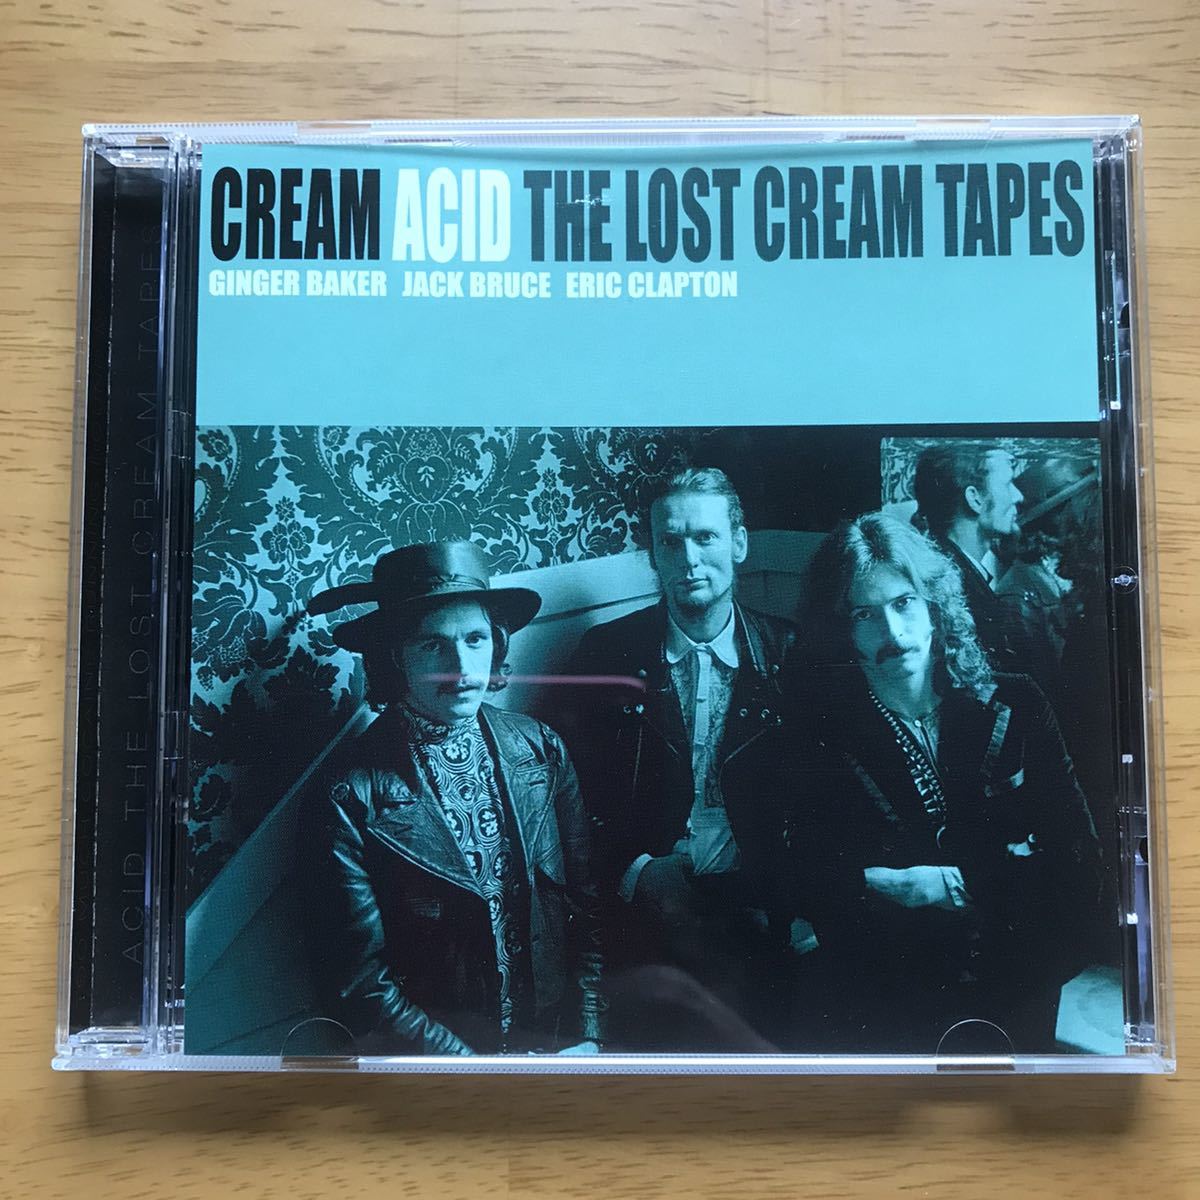 CREAM ACID THE LOST CREAM TAPES
GINGER BAKER JACK BRUCE ERIC CLAPTON
ACID THE LOST CREAM TAPES